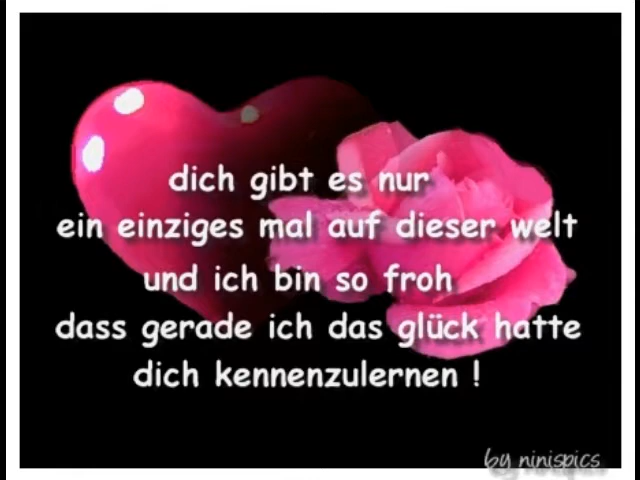 dich gibt es nur
ein einziges mal auf dieser welt
und ich bin so froh
dass gerade ich das glück hatte
dich kennenzulernen !
by ninispics